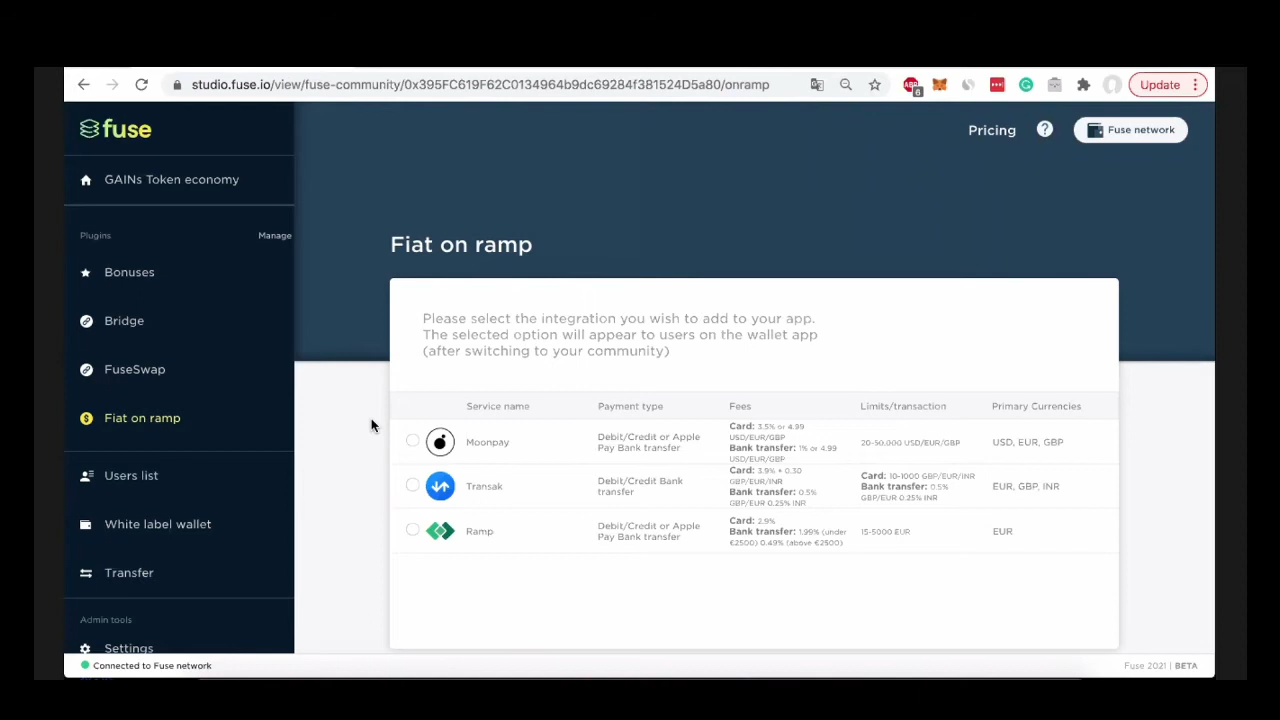 studio.fuse.io/view/fuse-community/0x395FC619F62C0134964b9dc69284f381524D5a80/onramp
6
Update
fuse
Pricing
?
Fuse network
GAINs Token economy
Plugins
Manage
Bonuses
Bridge
FuseSwap
Fiat on ramp
Users list
White label wallet
Transfer
Admin tools
Settings
Fiat on ramp
Please select the integration you wish to add to your app.
The selected option will appear to users on the wallet app
(after switching to your community)
Service name Payment type Fees Limits/transaction Primary Currencies
Moonpay
Debit/Credit or Apple
Pay Bank transfer
Card: 3.5% or 4.99
USD/EUR/GBP
Bank transfer: 1% or 4.99
USD/EUR/GBP
20-50,000 USD/EUR/GBP
USD, EUR, GBP
Transak
Debit/Credit Bank
transfer
Card: 3.9% + 0.30
GBP/EUR/INR
Bank transfer: 0.5%
GBP/EUR 0.25% INR
Card: 10-1000 GBP/EUR/INR
Bank transfer: 0.5%
GBP/EUR 0.25% INR
EUR, GBP, INR
Ramp
Debit/Credit or Apple
Pay Bank transfer
Card: 2.9%
Bank transfer: 1.99% (under
€2500) 0.49% (above €2500)
15-5000 EUR
EUR
Connected to Fuse network
Fuse 2021 | BETA